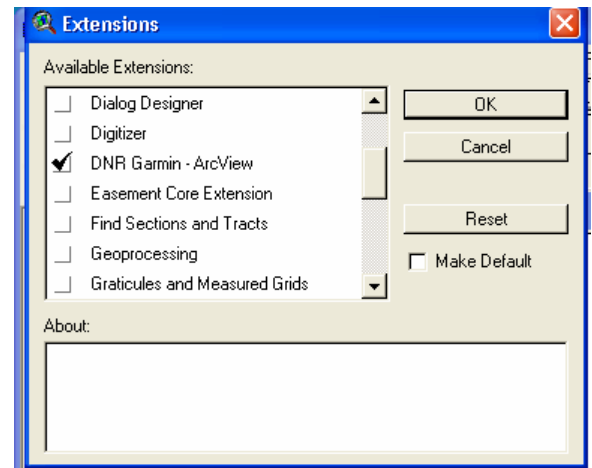 Extensions
Available Extensions:
Dialog Designer
Digitizer
DNR Garmin - ArcView
Easement Core Extension
Find Sections and Tracts
Geoprocessing
Graticules and Measured Grids
OK
Cancel
Reset
Make Default
About: